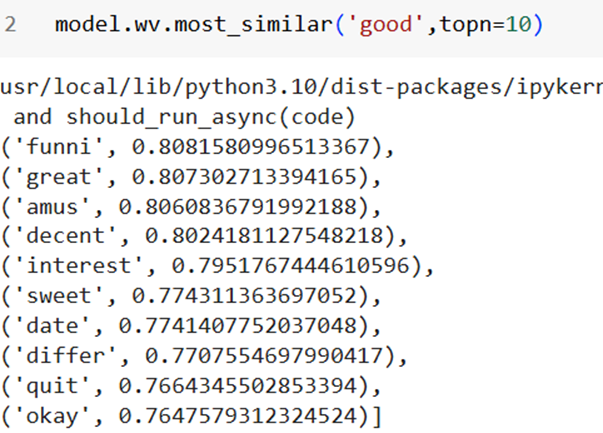 2 model.wv.most_similar('good',topn=10)
usr/local/lib/python3.10/dist-packages/ipykerr
and should_run_async(code)
('funni', 0.8081580996513367),
('great', 0.807302713394165),
('amus', 0.8060836791992188),
('decent', 0.8024181127548218),
('interest', 0.7951767444610596),
('sweet', 0.774311363697052),
('date', 0.7741407752037048),
('differ', 0.7707554697990417),
('quit', 0.7664345502853394),
('okay', 0.7647579312324524)]